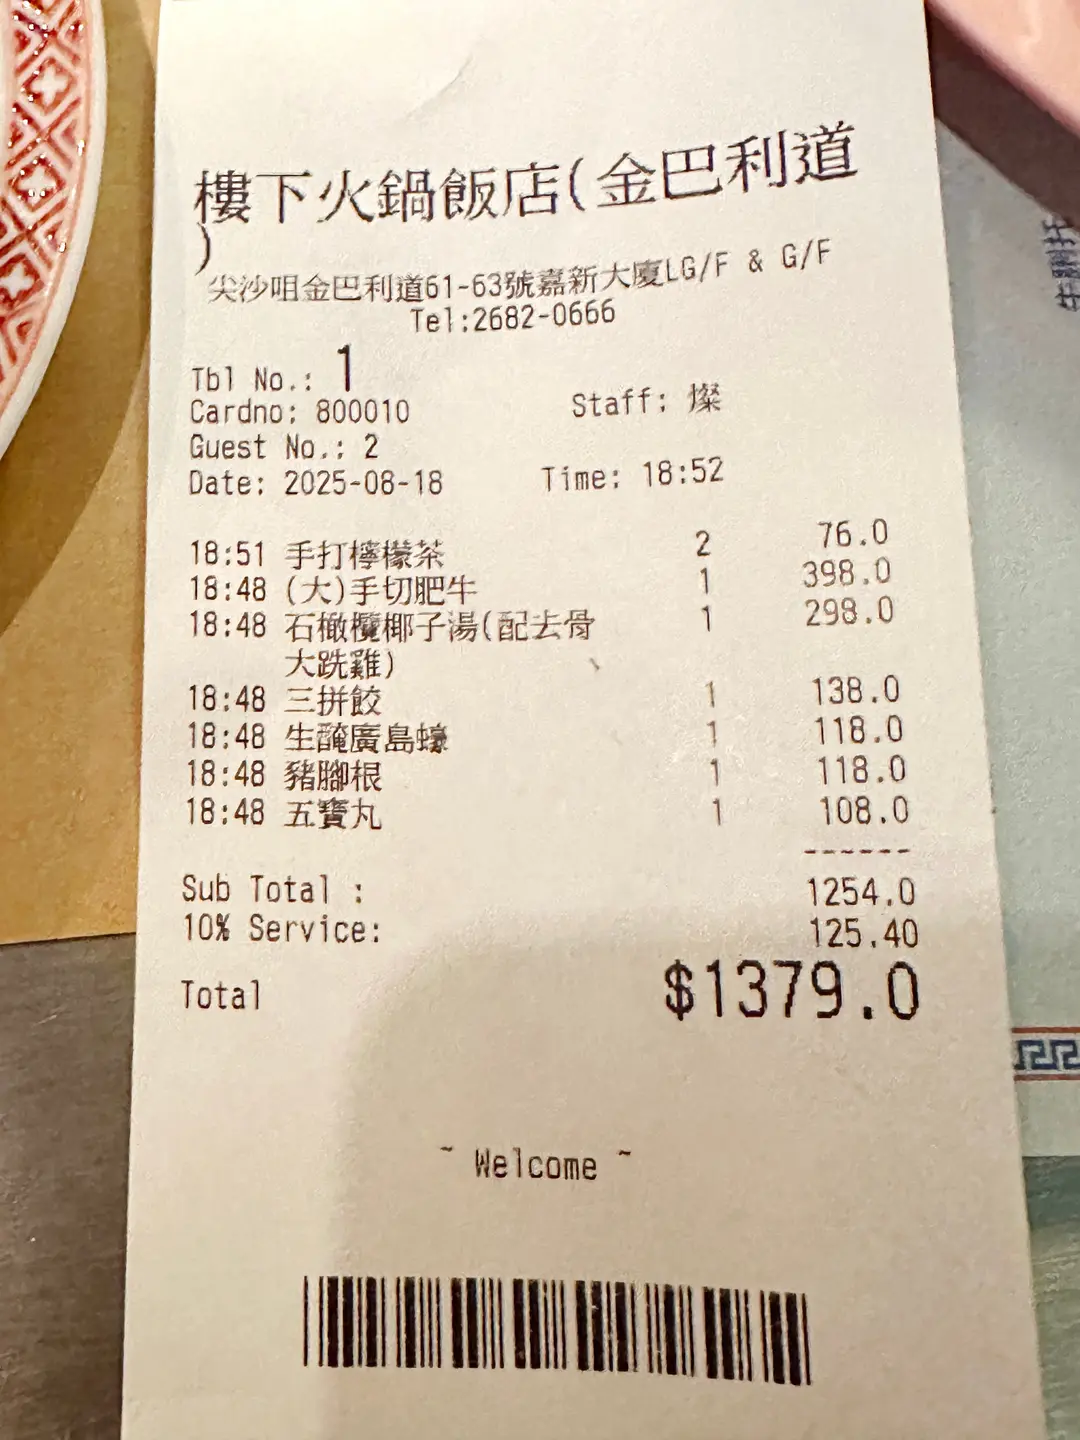 樓下火鍋飯店(金巴利道
)
尖沙咀金巴利道61-63號嘉新大廈LG/F & G/F
Tel:2682-0666
Tbl No.: 1
Cardno: 800010 Staff: 燦
Guest No.: 2
Date: 2025-08-18 Time: 18:52
18:51 手打檸檬茶 2 76.0
18:48 (大)手切肥牛 1 398.0
18:48 石橄欖椰子湯(配去骨 1 298.0
大跣雞)
18:48 三拼餃 1 138.0
18:48 生醃廣島蠔 1 118.0
18:48 豬腳根 1 118.0
18:48 五寶丸 1 108.0
------
Sub Total : 1254.0
10% Service: 125.40
Total $1379.0
~ Welcome ~